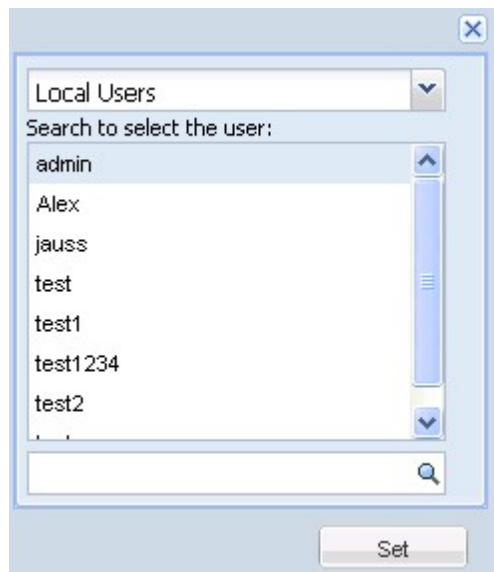 Local Users
Search to select the user:
admin
Alex
jauss
test
test1
test1234
test2
Set